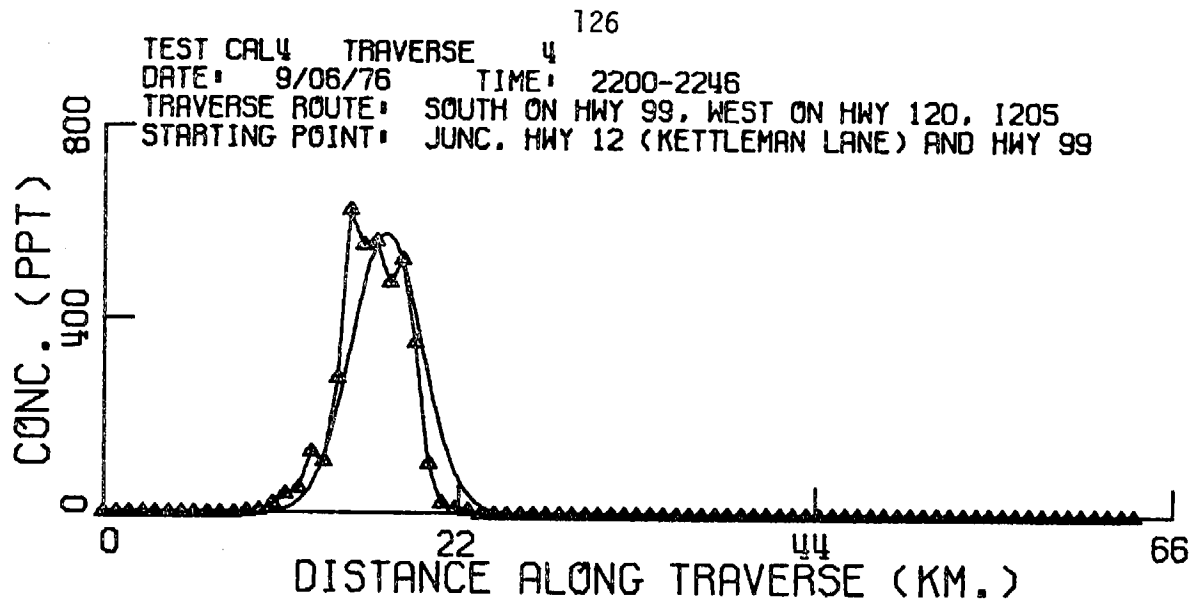 126
TEST CAL4 TRAVERSE 4
DATE: 9/06/76 TIME: 2200-2246
TRAVERSE ROUTE: SOUTH ON HWY 99, WEST ON HWY 120, I205
STARTING POINT: JUNC. HWY 12 (KETTLEMAN LANE) AND HWY 99
CONC. (PPT)
800
400
0
0 22 44 66
DISTANCE ALONG TRAVERSE (KM.)